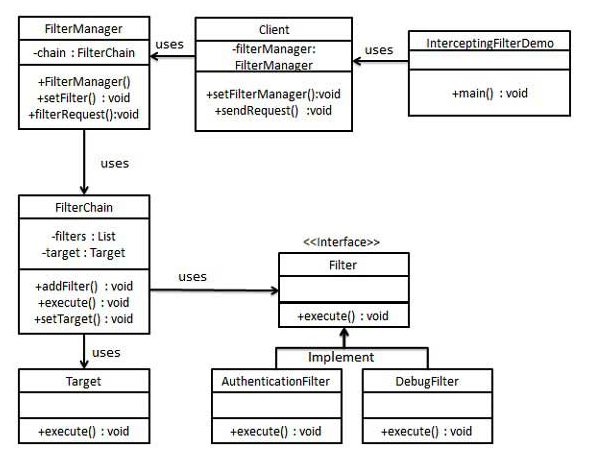 FilterManager
-chain : FilterChain
+FilterManager()
+setFilter() : void
+filterRequest():void
uses
Client
-filterManager:
FilterManager
+setFilterManager():void
+sendRequest() :void
uses
InterceptingFilterDemo
+main() : void
uses
FilterChain
-filters : List
-target : Target
+addFilter() : void
+execute() : void
+setTarget() : void
uses
<<Interface>>
Filter
+execute() : void
uses
Implement
Target
+execute() : void
AuthenticationFilter
+execute() : void
DebugFilter
+execute() : void